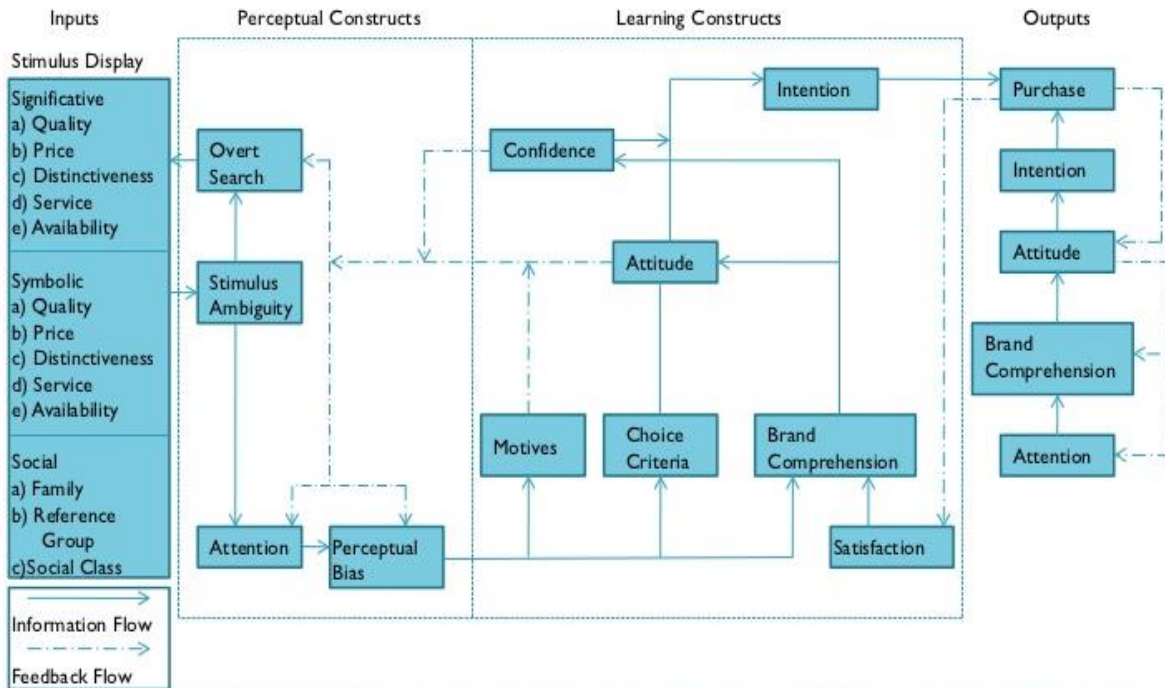 Inputs
Perceptual Constructs
Learning Constructs
Outputs
Stimulus Display
Significative
a) Quality
b) Price
c) Distinctiveness
d) Service
e) Availability
Symbolic
a) Quality
b) Price
c) Distinctiveness
d) Service
e) Availability
Social
a) Family
b) Reference
Group
c)Social Class
Information Flow
Feedback Flow
Overt
Search
Stimulus
Ambiguity
Attention
Perceptual
Bias
Intention
Confidence
Attitude
Motives
Choice
Criteria
Brand
Comprehension
Satisfaction
Purchase
Intention
Attitude
Brand
Comprehension
Attention